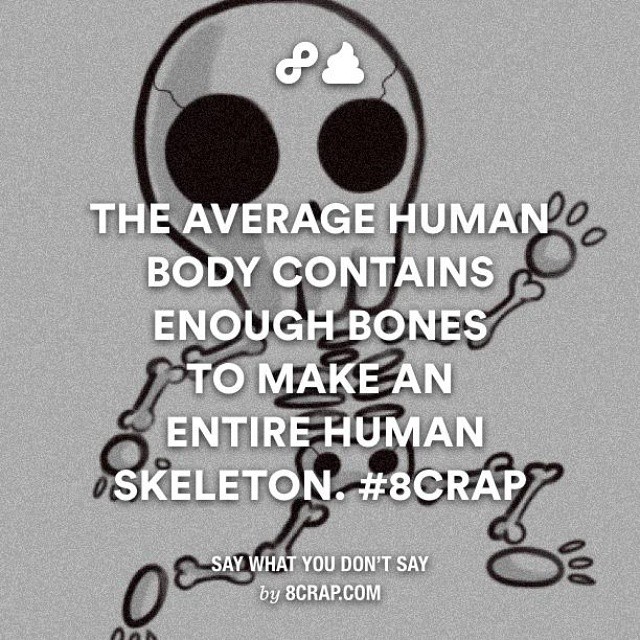 THE AVERAGE HUMAN
BODY CONTAINS
ENOUGH BONES
TO MAKE AN
ENTIRE HUMAN
SKELETON. #8CRAP
SAY WHAT YOU DON'T SAY
by 8CRAP.COM